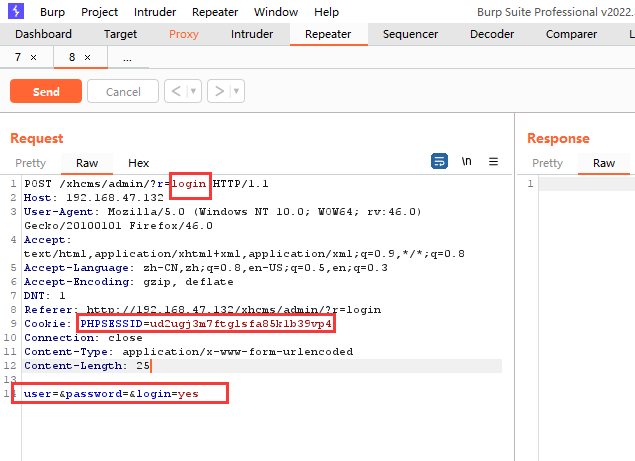 Burp Project Intruder Repeater Window Help Burp Suite Professional v2022.
Dashboard Target Proxy Intruder Repeater Sequencer Decoder Comparer
7 × 8 × ...
Send Cancel < ▾ > ▾
Request Response
Pretty Raw Hex \n Pretty Raw
1 POST /xhcms/admin/?r=login HTTP/1.1
2 Host: 192.168.47.132
3 User-Agent: Mozilla/5.0 (Windows NT 10.0; WOW64; rv:46.0)
Gecko/20100101 Firefox/46.0
4 Accept:
text/html,application/xhtml+xml,application/xml;q=0.9,*/*;q=0.8
5 Accept-Language: zh-CN,zh;q=0.8,en-US;q=0.5,en;q=0.3
6 Accept-Encoding: gzip, deflate
7 DNT: 1
8 Referer: http://192.168.47.132/xhcms/admin/?r=login
9 Cookie: PHPSESSID=ud2ugj3m7ftglsfa85klb39vp4
10 Connection: close
11 Content-Type: application/x-www-form-urlencoded
12 Content-Length: 25
13
14 user=&password=&login=yes
1